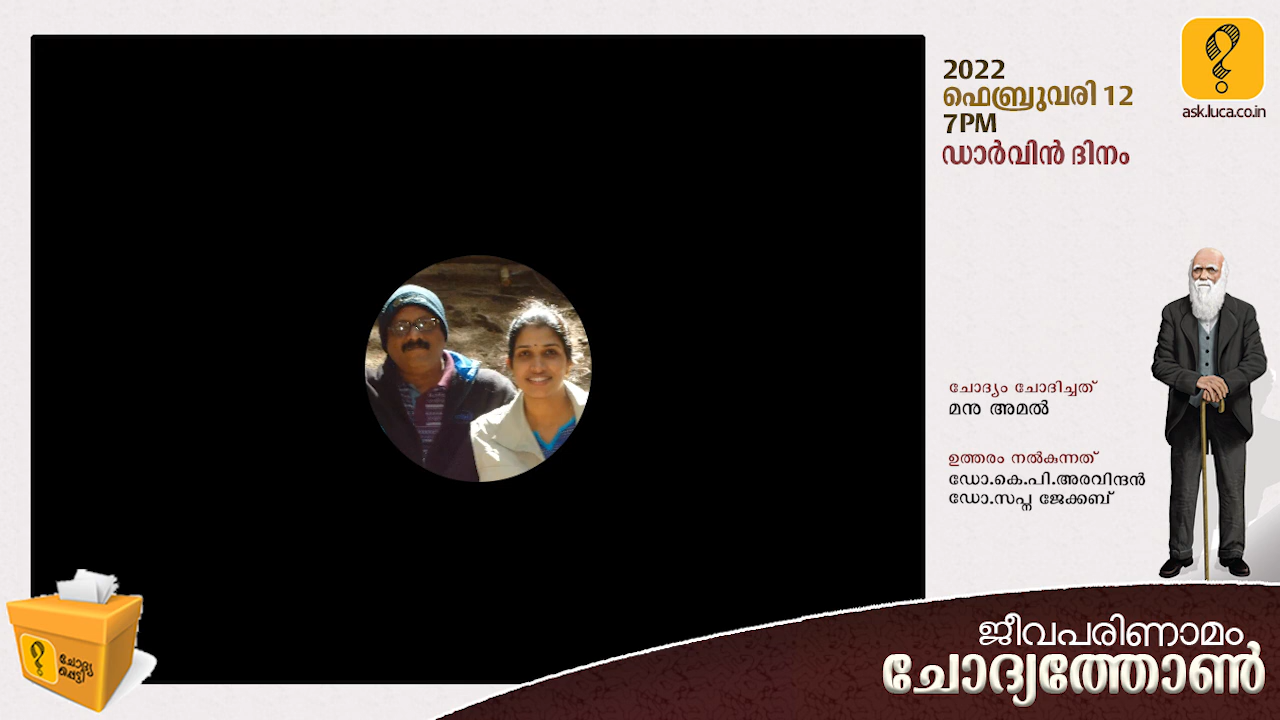 2022
ഫെബ്രുവരി 12
7PM
ഡാർവിൻ ദിനം
ask.luca.co.in
ചോദ്യം ചോദിച്ചത്
മനു അമൽ
ഉത്തരം നൽകുന്നത്
ഡോ.കെ.പി.അരവിന്ദൻ
ഡോ.സപ്ന ജേക്കബ്
ചോദ്യ
പെട്ടി
ജീവപരിണാമം
ചോദ്യത്തോൺ